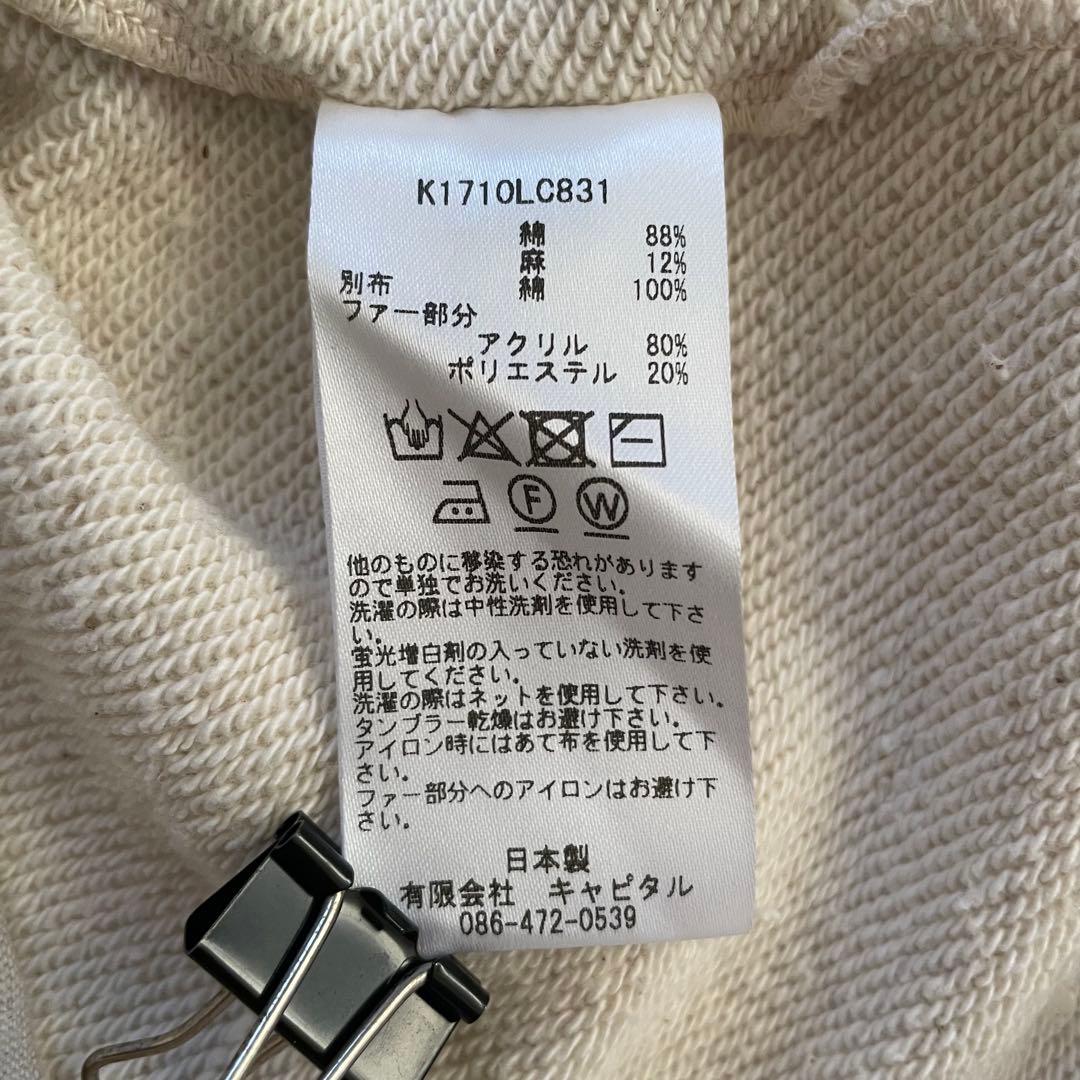 K1710LC831
綿 88%
麻 12%
別布 綿 100%
ファー部分
アクリル 80%
ポリエステル 20%
F W
他のものに移染する恐れがあります
ので単独でお洗いください。
洗濯の際は中性洗剤を使用して下さ
い。
蛍光増白剤の入っていない洗剤を使
用してください。
洗濯の際はネットを使用して下さい。
タンブラー乾燥はお避け下さい。
アイロン時にはあて布を使用して下
さい。
ファー部分へのアイロンはお避け下
さい。
日本製
有限会社 キャピタル
086-472-0539